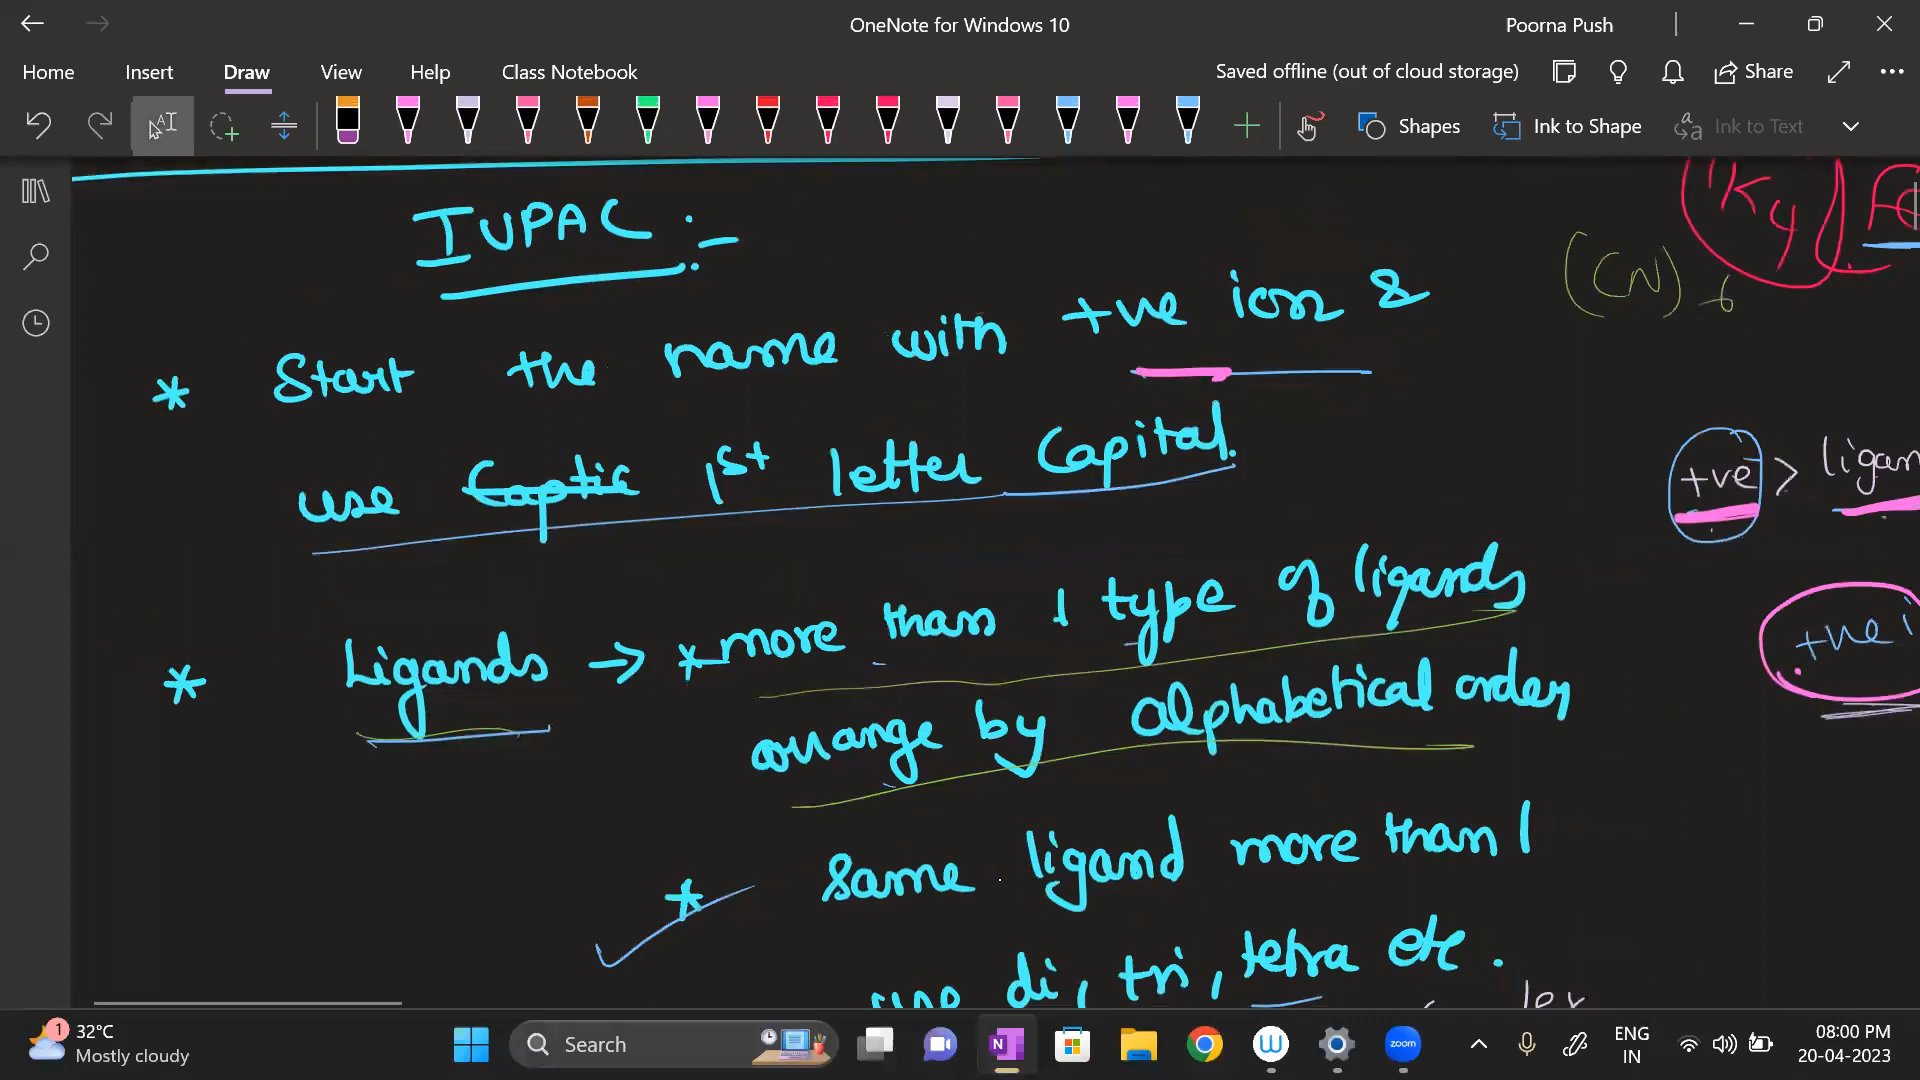 OneNote for Windows 10
Poorna Push
Home Insert Draw View Help Class Notebook
Saved offline (out of cloud storage) Share
Shapes Ink to Shape Ink to Text
K4
(CN)6
IUPAC :-
* Start the name with +ve ion &
use Captic 1st letter Capital.
+ve > ligan
* Ligands → * more than 1 type of ligands
+ve i
arrange by alphabetical order,
* same ligand more than 1
use di, tri, tetra etc.
1
32°C
Mostly cloudy
Search
zoom
ENG
IN
08:00 PM
20-04-2023